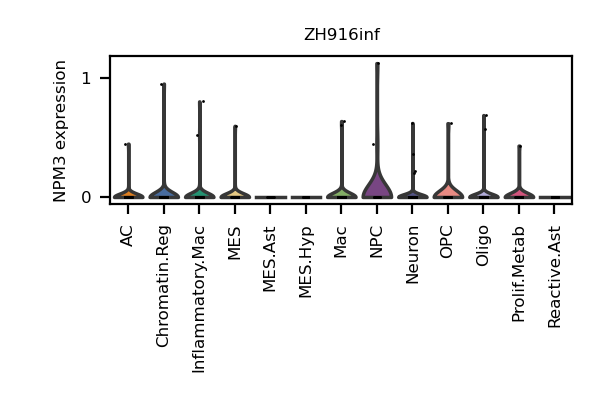 ZH916inf
NPM3 expression
1
0
AC
Chromatin.Reg
Inflammatory.Mac
MES
MES.Ast
MES.Hyp
Mac
NPC
Neuron
OPC
Oligo
Prolif.Metab
Reactive.Ast